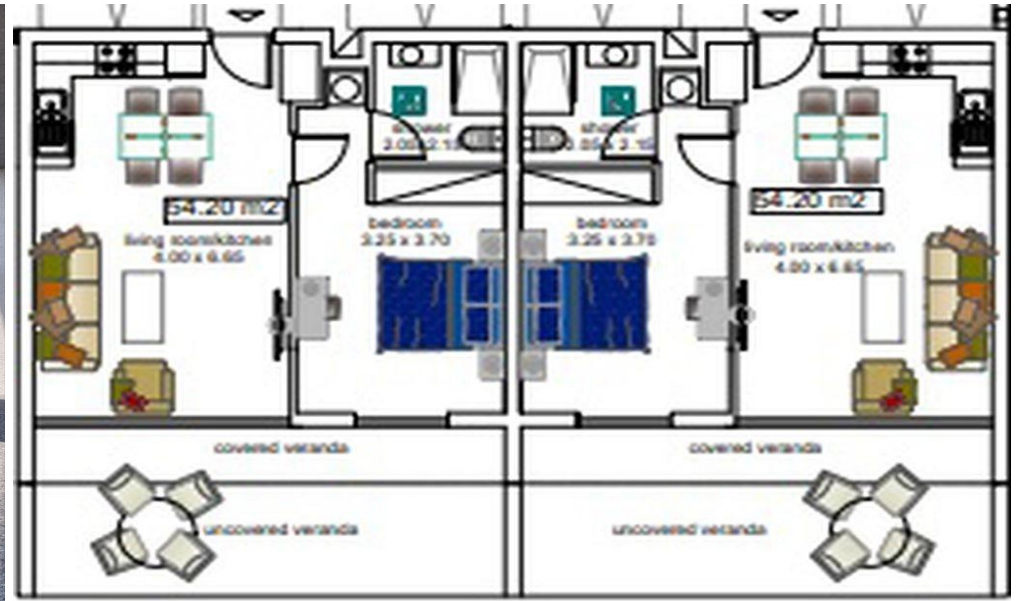 shower
shower
54.20 m2
54.20 m2
bedroom
3.25 x 3.70
bedroom
3.25 x 3.70
living room/kitchen
4.00 x 6.65
living room/kitchen
4.00 x 6.65
covered veranda
covered veranda
uncovered veranda
uncovered veranda